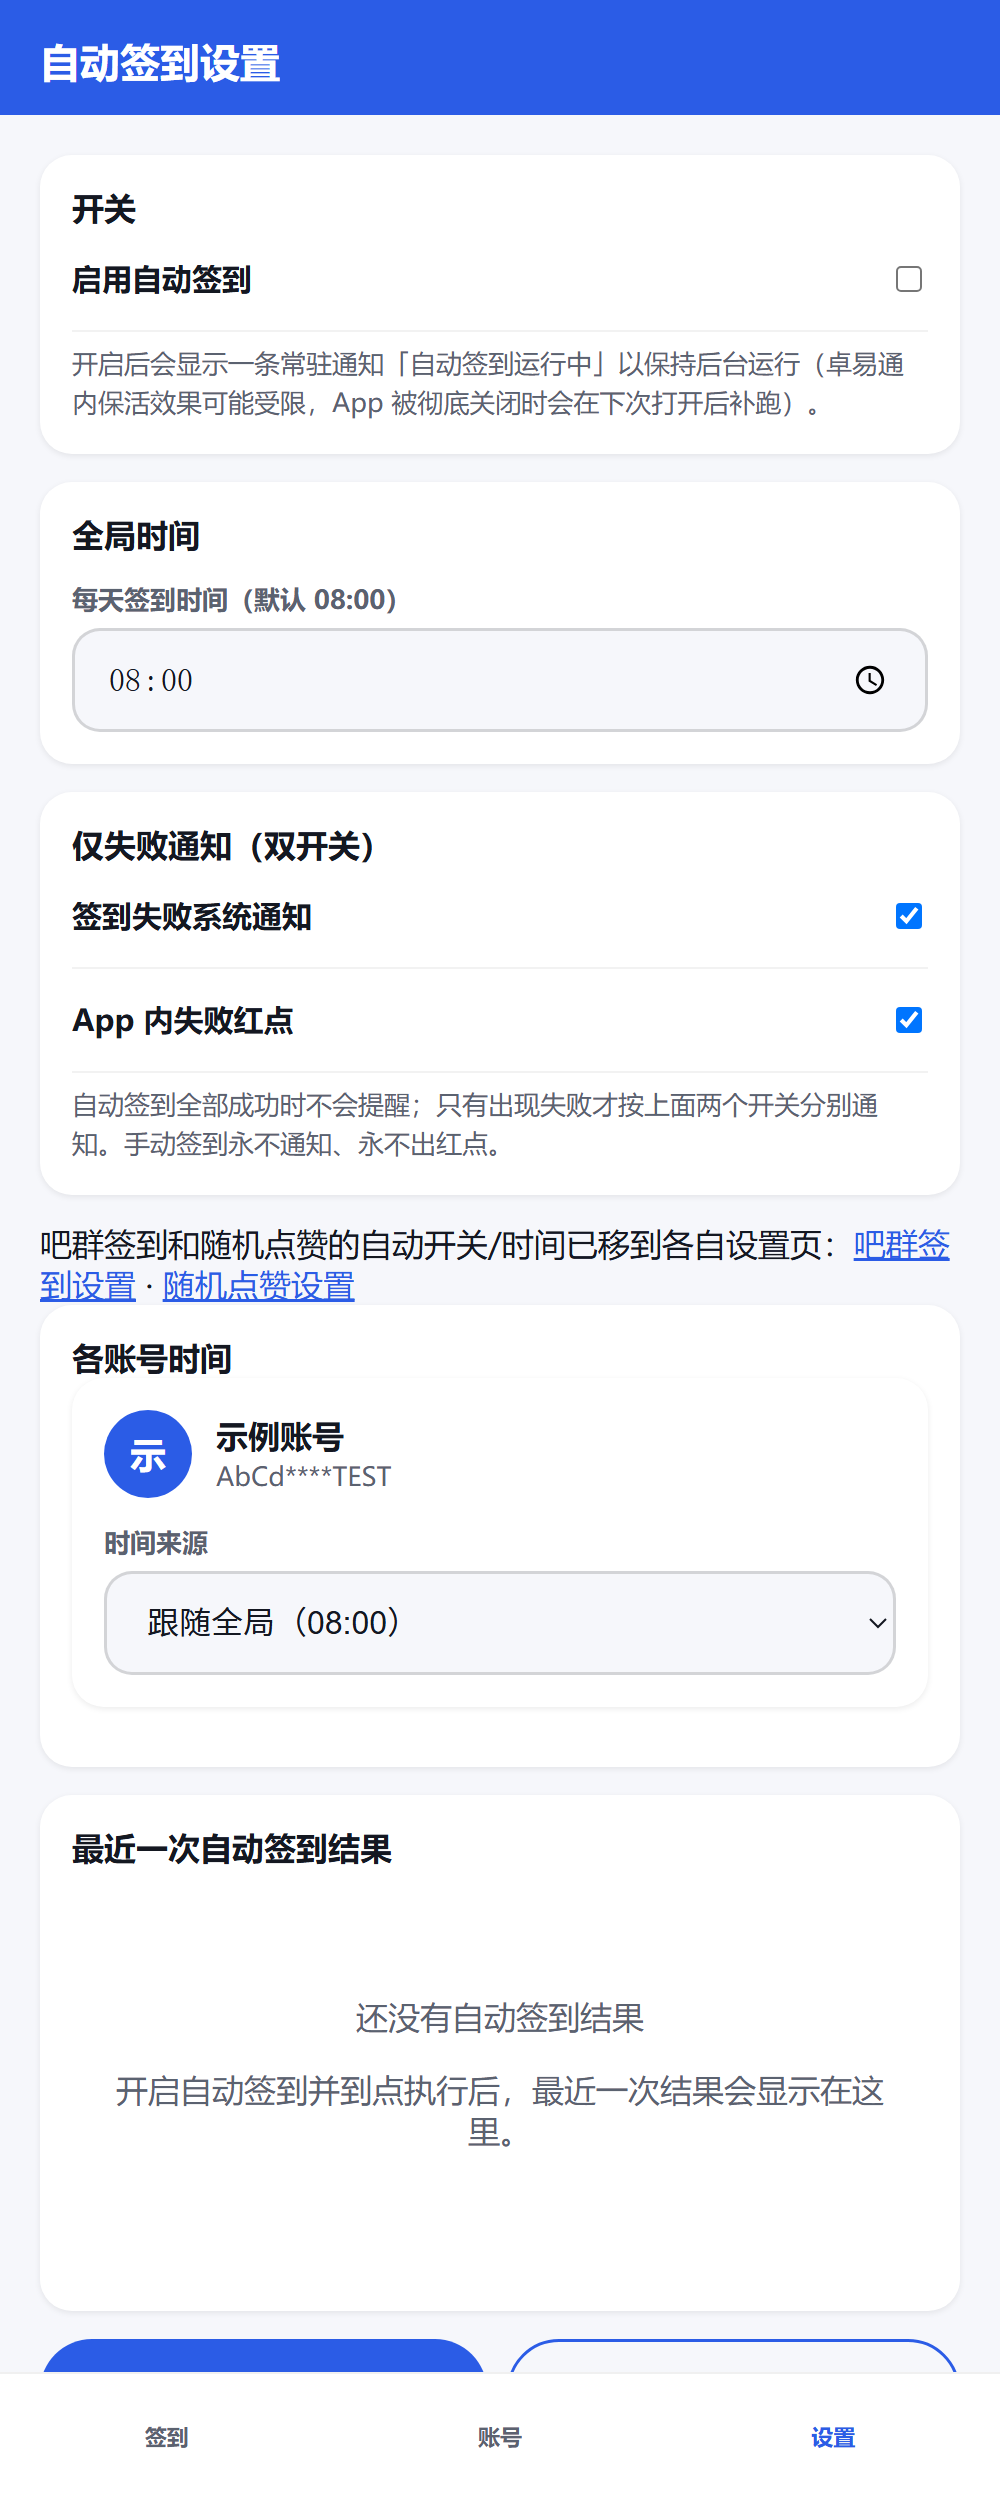 自动签到设置
开关
启用自动签到
开启后会显示一条常驻通知「自动签到运行中」以保持后台运行（卓易通
内保活效果可能受限，App 被彻底关闭时会在下次打开后补跑）。
全局时间
每天签到时间（默认 08:00）
08:00
仅失败通知（双开关）
签到失败系统通知
App 内失败红点
自动签到全部成功时不会提醒；只有出现失败才按上面两个开关分别通
知。手动签到永不通知、永不出红点。
吧群签到和随机点赞的自动开关/时间已移到各自设置页：吧群签
到设置 · 随机点赞设置
各账号时间
示
示例账号
AbCd****TEST
时间来源
跟随全局（08:00）
最近一次自动签到结果
还没有自动签到结果
开启自动签到并到点执行后，最近一次结果会显示在这
里。
签到
账号
设置